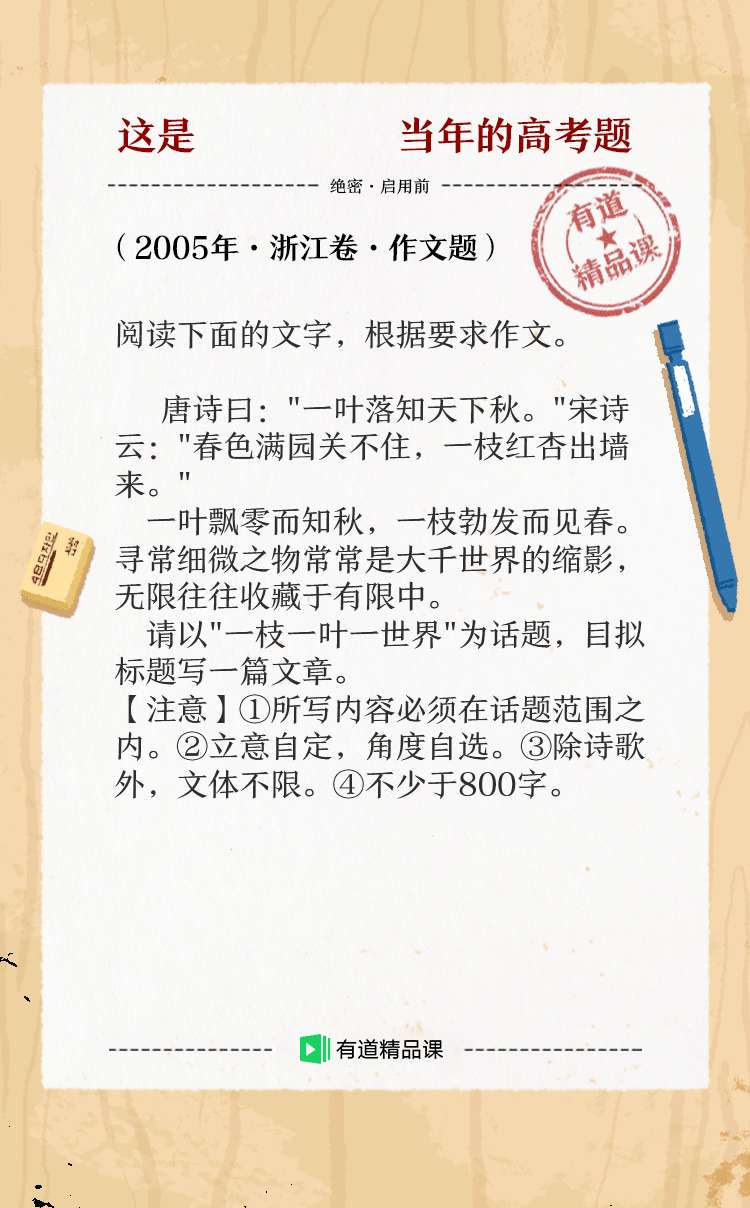 这是 当年的高考题
绝密·启用前
有道
精品课
（2005年·浙江卷·作文题）
阅读下面的文字，根据要求作文。
唐诗曰："一叶落知天下秋。"宋诗
云："春色满园关不住，一枝红杏出墙
来。"
一叶飘零而知秋，一枝勃发而见春。
寻常细微之物常常是大千世界的缩影，
无限往往收藏于有限中。
请以"一枝一叶一世界"为话题，目拟
标题写一篇文章。
【注意】①所写内容必须在话题范围之
内。②立意自定，角度自选。③除诗歌
外，文体不限。④不少于800字。
有道精品课